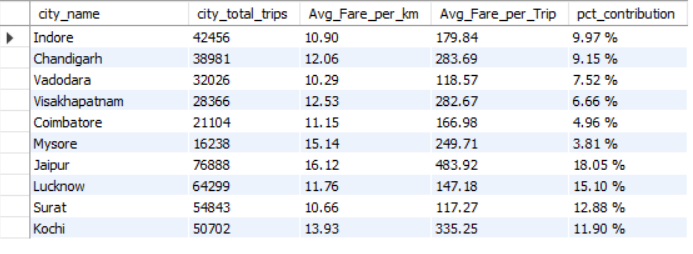 city_name city_total_trips Avg_Fare_per_km Avg_Fare_per_Trip pct_contribution
Indore 42456 10.90 179.84 9.97 %
Chandigarh 38981 12.06 283.69 9.15 %
Vadodara 32026 10.29 118.57 7.52 %
Visakhapatnam 28366 12.53 282.67 6.66 %
Coimbatore 21104 11.15 166.98 4.96 %
Mysore 16238 15.14 249.71 3.81 %
Jaipur 76888 16.12 483.92 18.05 %
Lucknow 64299 11.76 147.18 15.10 %
Surat 54843 10.66 117.27 12.88 %
Kochi 50702 13.93 335.25 11.90 %